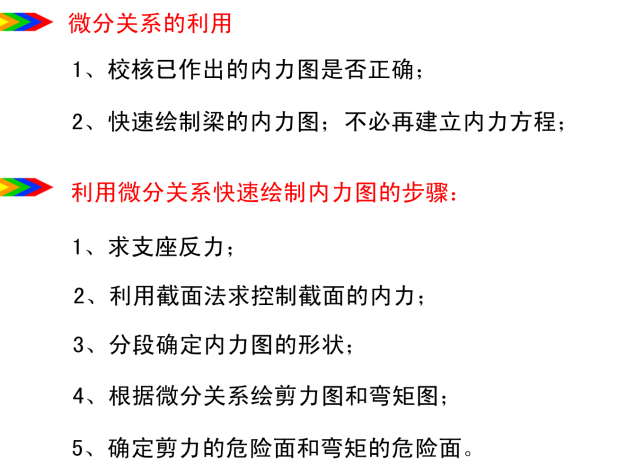 微分关系的利用
1、校核已作出的内力图是否正确；
2、快速绘制梁的内力图；不必再建立内力方程；
利用微分关系快速绘制内力图的步骤：
1、求支座反力；
2、利用截面法求控制截面的内力；
3、分段确定内力图的形状；
4、根据微分关系绘剪力图和弯矩图；
5、确定剪力的危险面和弯矩的危险面。